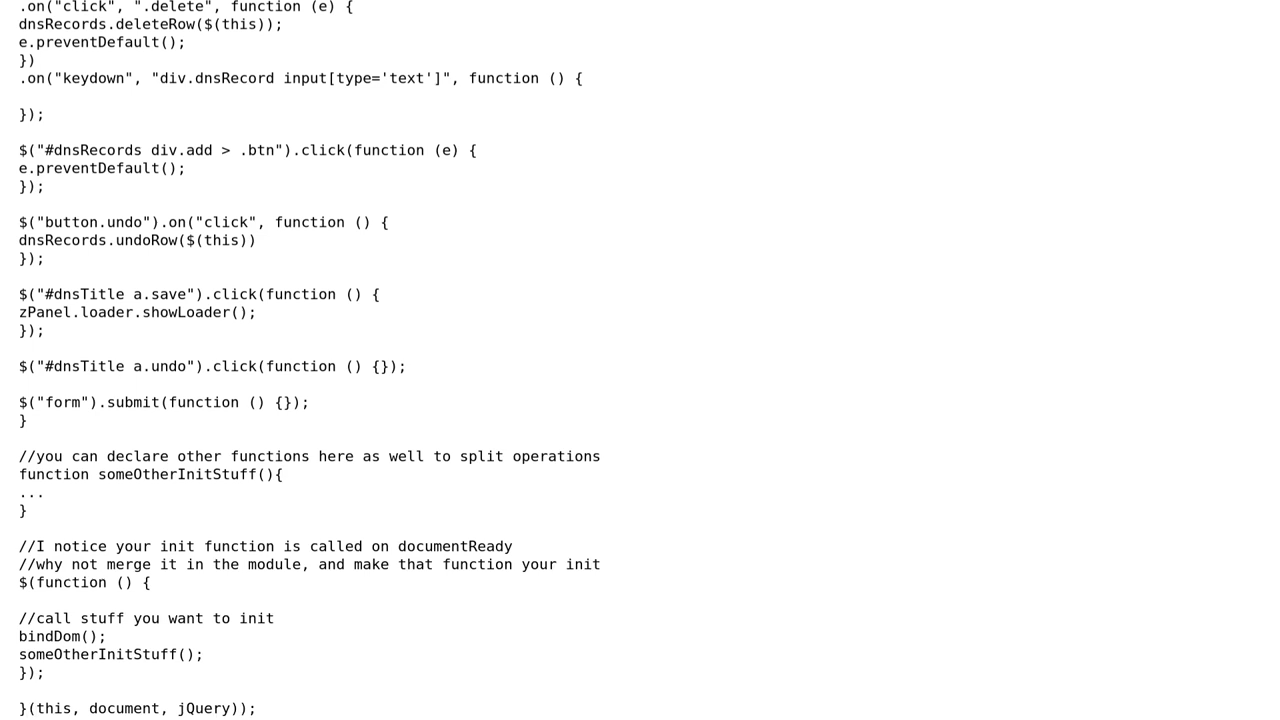 .on("click", ".delete", function (e) {
dnsRecords.deleteRow($(this));
e.preventDefault();
})
.on("keydown", "div.dnsRecord input[type='text']", function () {
});
$("#dnsRecords div.add > .btn").click(function (e) {
e.preventDefault();
});
$("button.undo").on("click", function () {
dnsRecords.undoRow($(this))
});
$("#dnsTitle a.save").click(function () {
zPanel.loader.showLoader();
});
$("#dnsTitle a.undo").click(function () {});
$("form").submit(function () {});
}
//you can declare other functions here as well to split operations
function someOtherInitStuff(){
...
}
//I notice your init function is called on documentReady
//why not merge it in the module, and make that function your init
$(function () {
//call stuff you want to init
bindDom();
someOtherInitStuff();
});
}(this, document, jQuery));